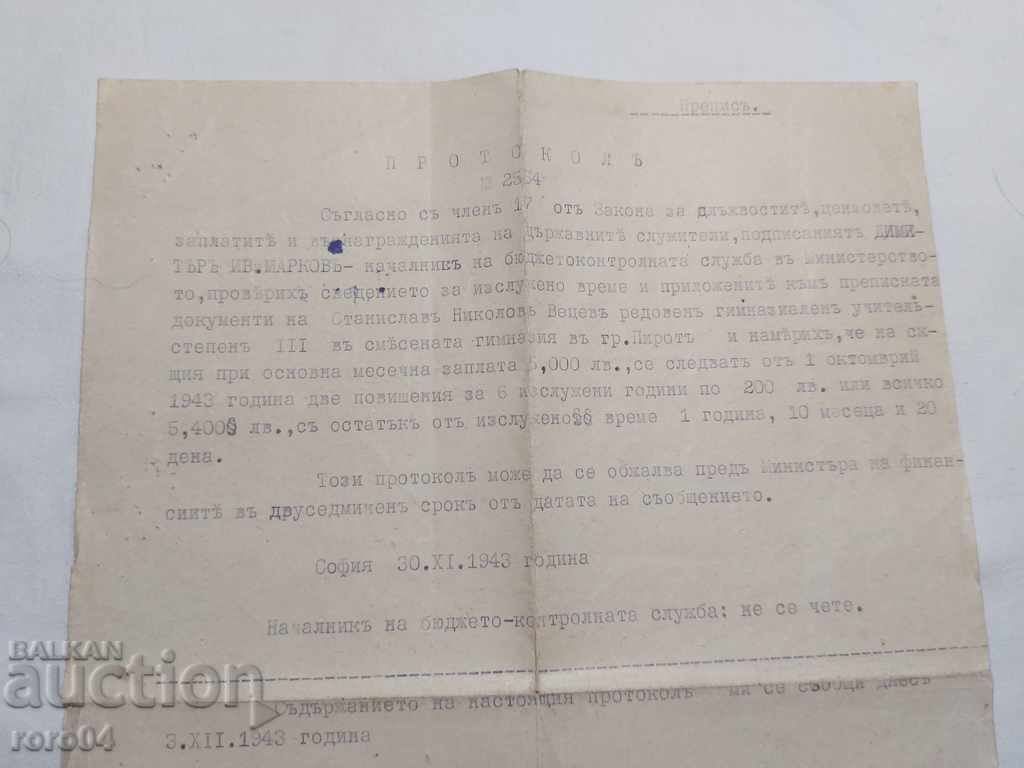 Преписъ.
ПРОТОКОЛЪ
№ 2554
Съгласно съ членъ 17 отъ Закона за длъжностите, цензоветѣ,
заплатитѣ и възнагражденията на държавнитѣ служители, подписаниятъ ДИМИ-
ТЪРЪ ИВ. МАРКОВЪ- началникъ на бюджетоконтролната служба въ Министерство-
то, провѣрихъ сведението за изслужено време и приложенитѣ къмъ преписката
документи на Станиславъ Николовъ Вецевъ редовенъ гимназиаленъ учителъ-
степенъ III въ смѣсената гимназия въ гр. Пиротъ и намѣрихъ, че на сѫ-
щия при основна месечна заплата 5,000 лв., се следватъ отъ 1 октомврий
1943 година две повишения за 6 изслужени години по 200 лв. или всичко
5,400§ лв., съ остатъкъ отъ изслужено§§ време 1 година, 10 месеца и 20
дена.
Този протоколъ може да се обжалва предъ Министъра на финан-
сиитѣ въ двуседмиченъ срокъ отъ датата на съобщението.
София 30.XI.1943 година
Началникъ на бюджето-контролната служба: не се чете.
Съдържанието на настоящия протоколъ ми се съобщи днесъ
3.XII.1943 година
BALKAN
auction
roro04